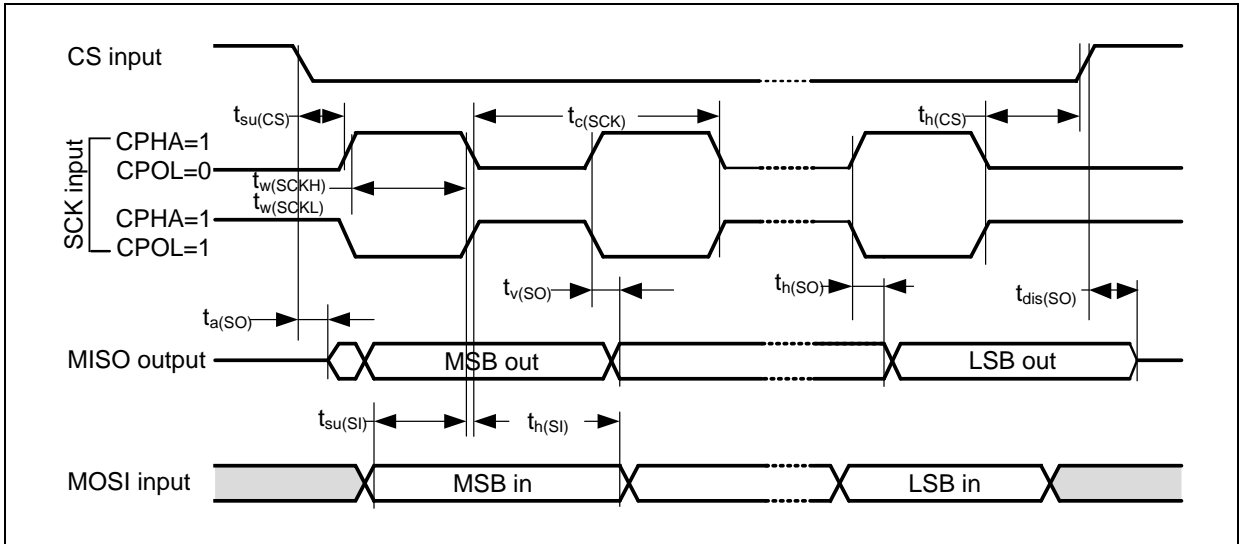 CS input
tsu(CS)
tc(SCK)
th(CS)
SCK input
CPHA=1
CPOL=0
tw(SCKH)
tw(SCKL)
CPHA=1
CPOL=1
tv(SO)
th(SO)
tdis(SO)
ta(SO)
MISO output
MSB out
LSB out
tsu(SI)
th(SI)
MOSI input
MSB in
LSB in